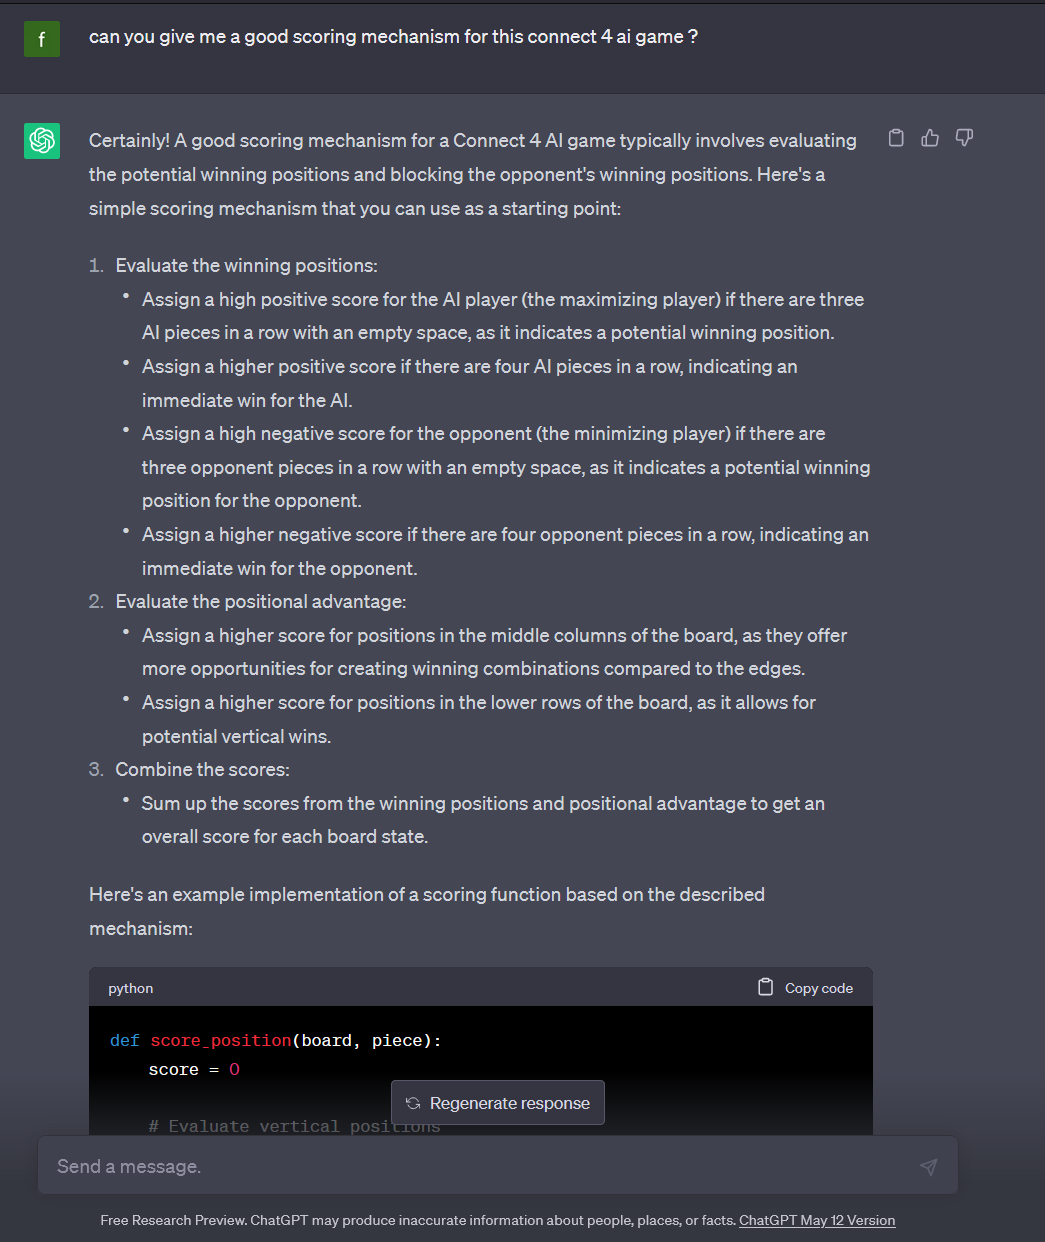 f
can you give me a good scoring mechanism for this connect 4 ai game ?
Certainly! A good scoring mechanism for a Connect 4 AI game typically involves evaluating
the potential winning positions and blocking the opponent's winning positions. Here's a
simple scoring mechanism that you can use as a starting point:
1. Evaluate the winning positions:
• Assign a high positive score for the AI player (the maximizing player) if there are three
AI pieces in a row with an empty space, as it indicates a potential winning position.
• Assign a higher positive score if there are four AI pieces in a row, indicating an
immediate win for the AI.
• Assign a high negative score for the opponent (the minimizing player) if there are
three opponent pieces in a row with an empty space, as it indicates a potential winning
position for the opponent.
• Assign a higher negative score if there are four opponent pieces in a row, indicating an
immediate win for the opponent.
2. Evaluate the positional advantage:
• Assign a higher score for positions in the middle columns of the board, as they offer
more opportunities for creating winning combinations compared to the edges.
• Assign a higher score for positions in the lower rows of the board, as it allows for
potential vertical wins.
3. Combine the scores:
• Sum up the scores from the winning positions and positional advantage to get an
overall score for each board state.
Here's an example implementation of a scoring function based on the described
mechanism:
python
Copy code
def score_position(board, piece):
score = 0
Regenerate response
# Evaluate vertical positions
Send a message.
Free Research Preview. ChatGPT may produce inaccurate information about people, places, or facts. ChatGPT May 12 Version